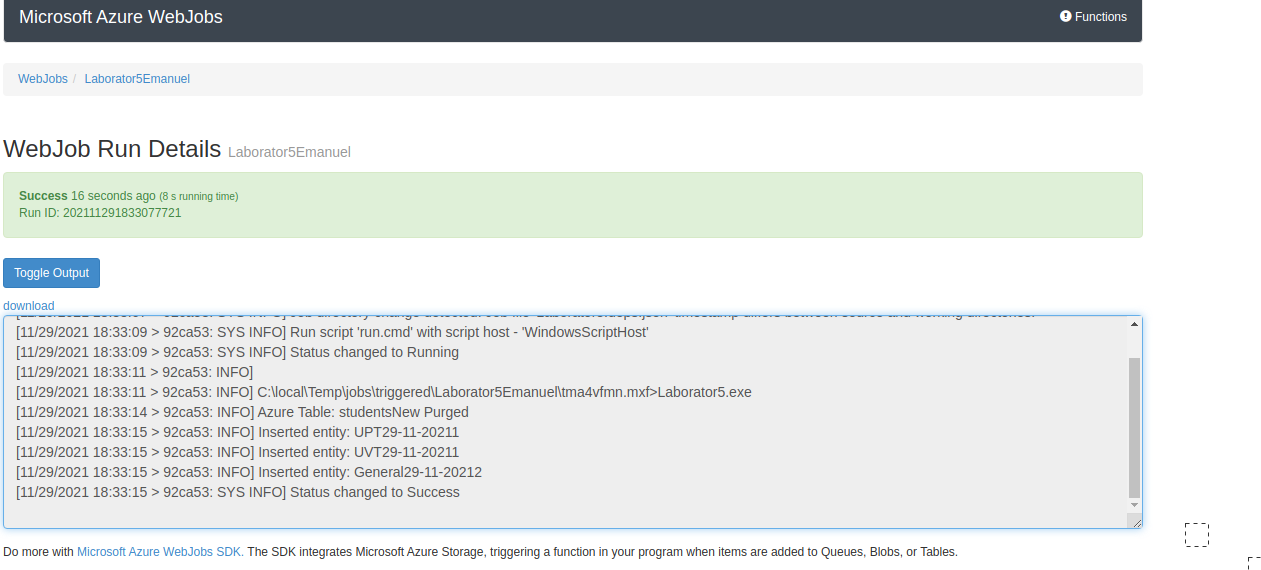 Microsoft Azure WebJobs
Functions
WebJobs / Laborator5Emanuel
WebJob Run Details Laborator5Emanuel
Success 16 seconds ago (8 s running time)
Run ID: 202111291833077721
Toggle Output
download
[11/29/2021 18:33:09 > 92ca53: SYS INFO] Run script 'run.cmd' with script host - 'WindowsScriptHost'
[11/29/2021 18:33:09 > 92ca53: SYS INFO] Status changed to Running
[11/29/2021 18:33:11 > 92ca53: INFO]
[11/29/2021 18:33:11 > 92ca53: INFO] C:\local\Temp\jobs\triggered\Laborator5Emanuel\tma4vfmn.mxf>Laborator5.exe
[11/29/2021 18:33:14 > 92ca53: INFO] Azure Table: studentsNew Purged
[11/29/2021 18:33:15 > 92ca53: INFO] Inserted entity: UPT29-11-20211
[11/29/2021 18:33:15 > 92ca53: INFO] Inserted entity: UVT29-11-20211
[11/29/2021 18:33:15 > 92ca53: INFO] Inserted entity: General29-11-20212
[11/29/2021 18:33:15 > 92ca53: SYS INFO] Status changed to Success
Do more with Microsoft Azure WebJobs SDK. The SDK integrates Microsoft Azure Storage, triggering a function in your program when items are added to Queues, Blobs, or Tables.